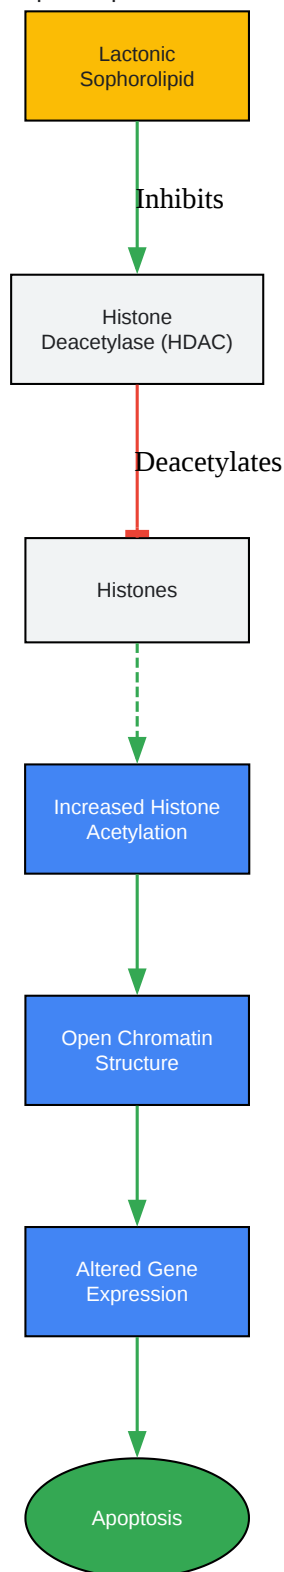 Lactonic
Sophorolipid
Inhibits
Histone
Deacetylase (HDAC)
Deacetylates
Histones
Increased Histone
Acetylation
Open Chromatin
Structure
Altered Gene
Expression
Apoptosis